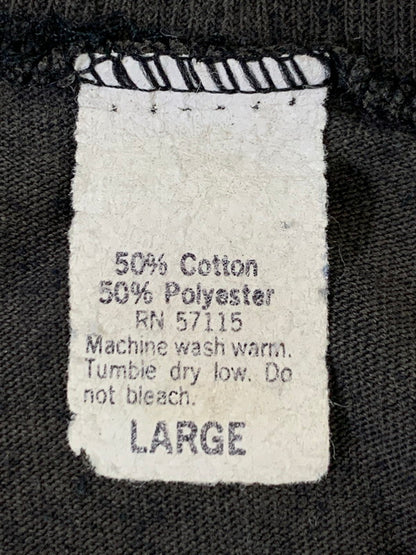 50% Cotton
50% Polyester
RN 57115
Machine wash warm.
Tumble dry low. Do
not bleach.
LARGE